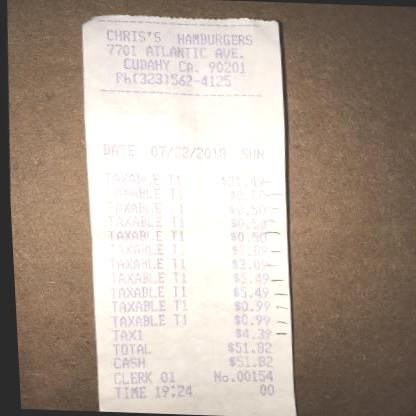 CHRIS'S HAMBURGERS
7701 ATLANTIC AVE.
CUDAHY CA. 90201
Ph(323)562-4125
DATE 07/22/2018 SUN
TAXABLE T1 $21.49
TAXABLE T1 $0.50
TAXABLE T1 $0.50
TAXABLE T1 $0.50
TAXABLE T1 $0.50
TAXABLE T1
TAXABLE T1 $3.09
TAXABLE T1 $5.49
TAXABLE T1 $5.49
TAXABLE T1 $0.99
TAXABLE T1 $0.99
TAX1 $4.39
TOTAL $51.82
CASH $51.82
CLERK 01 No.00154
TIME 19:24 00